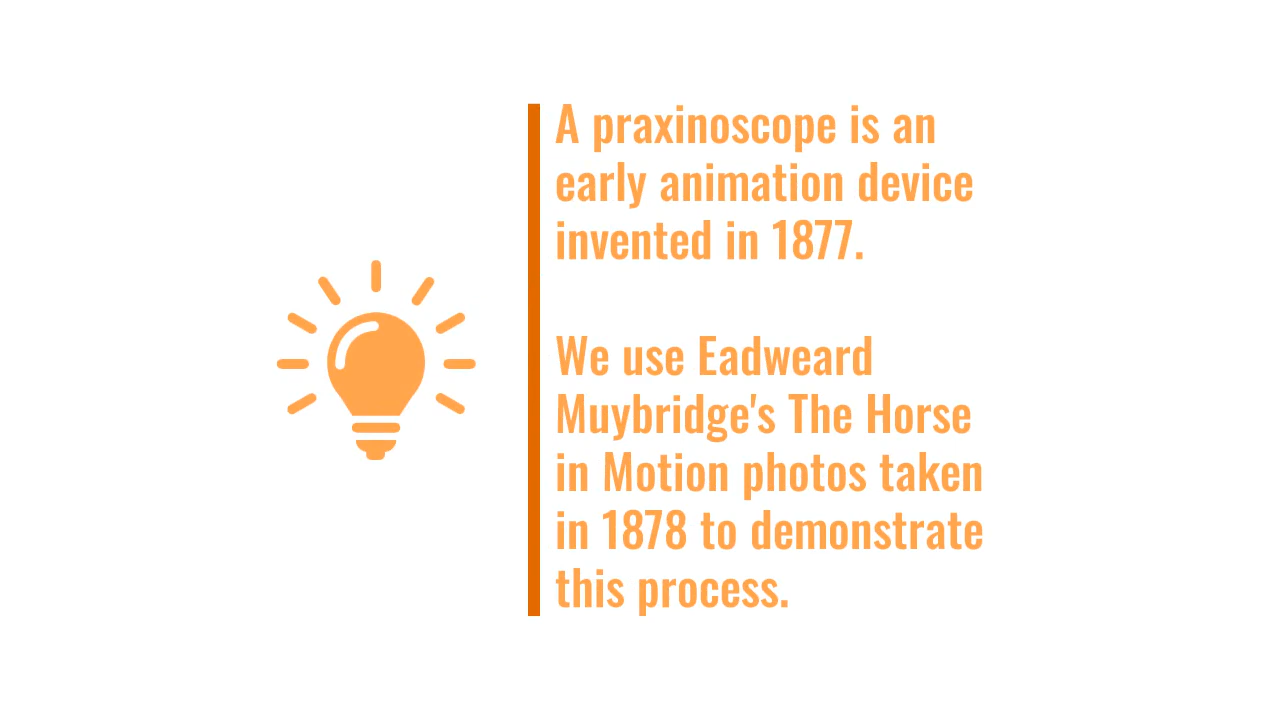 A praxinoscope is an
early animation device
invented in 1877.
We use Eadweard
Muybridge's The Horse
in Motion photos taken
in 1878 to demonstrate
this process.